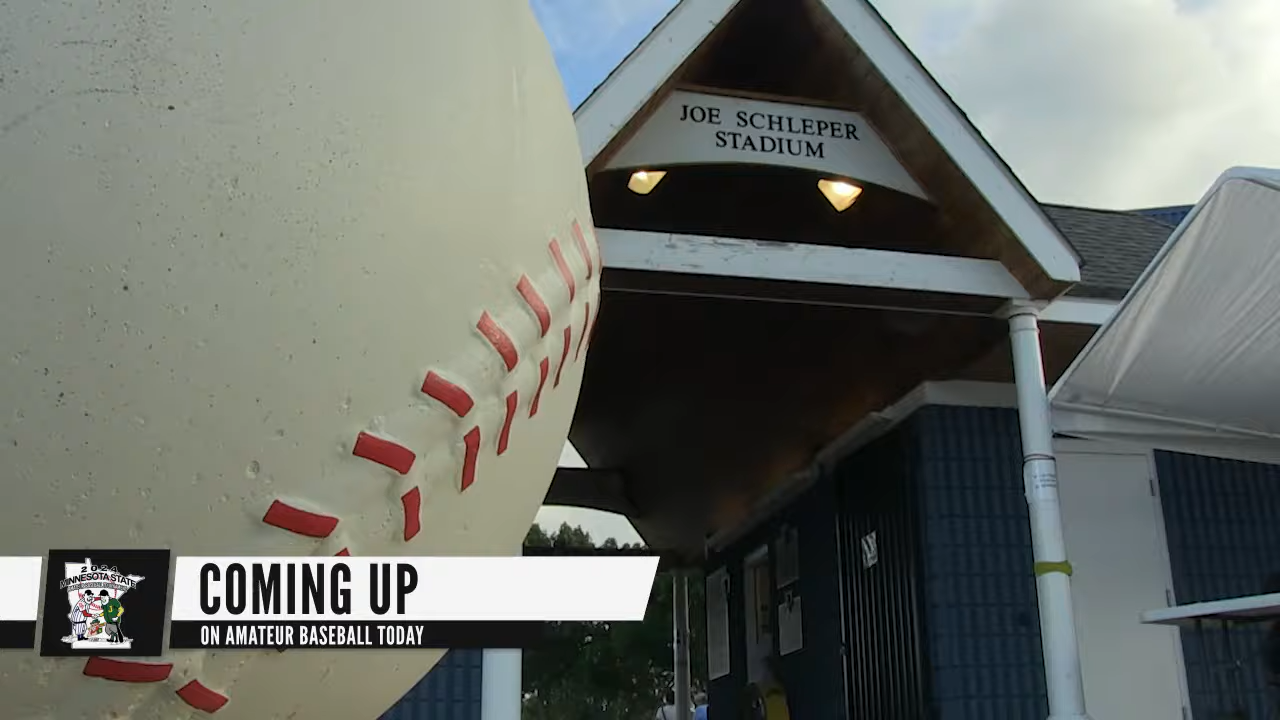 JOE SCHLEPER
STADIUM
2024
MINNESOTA STATE
COMING UP
ON AMATEUR BASEBALL TODAY